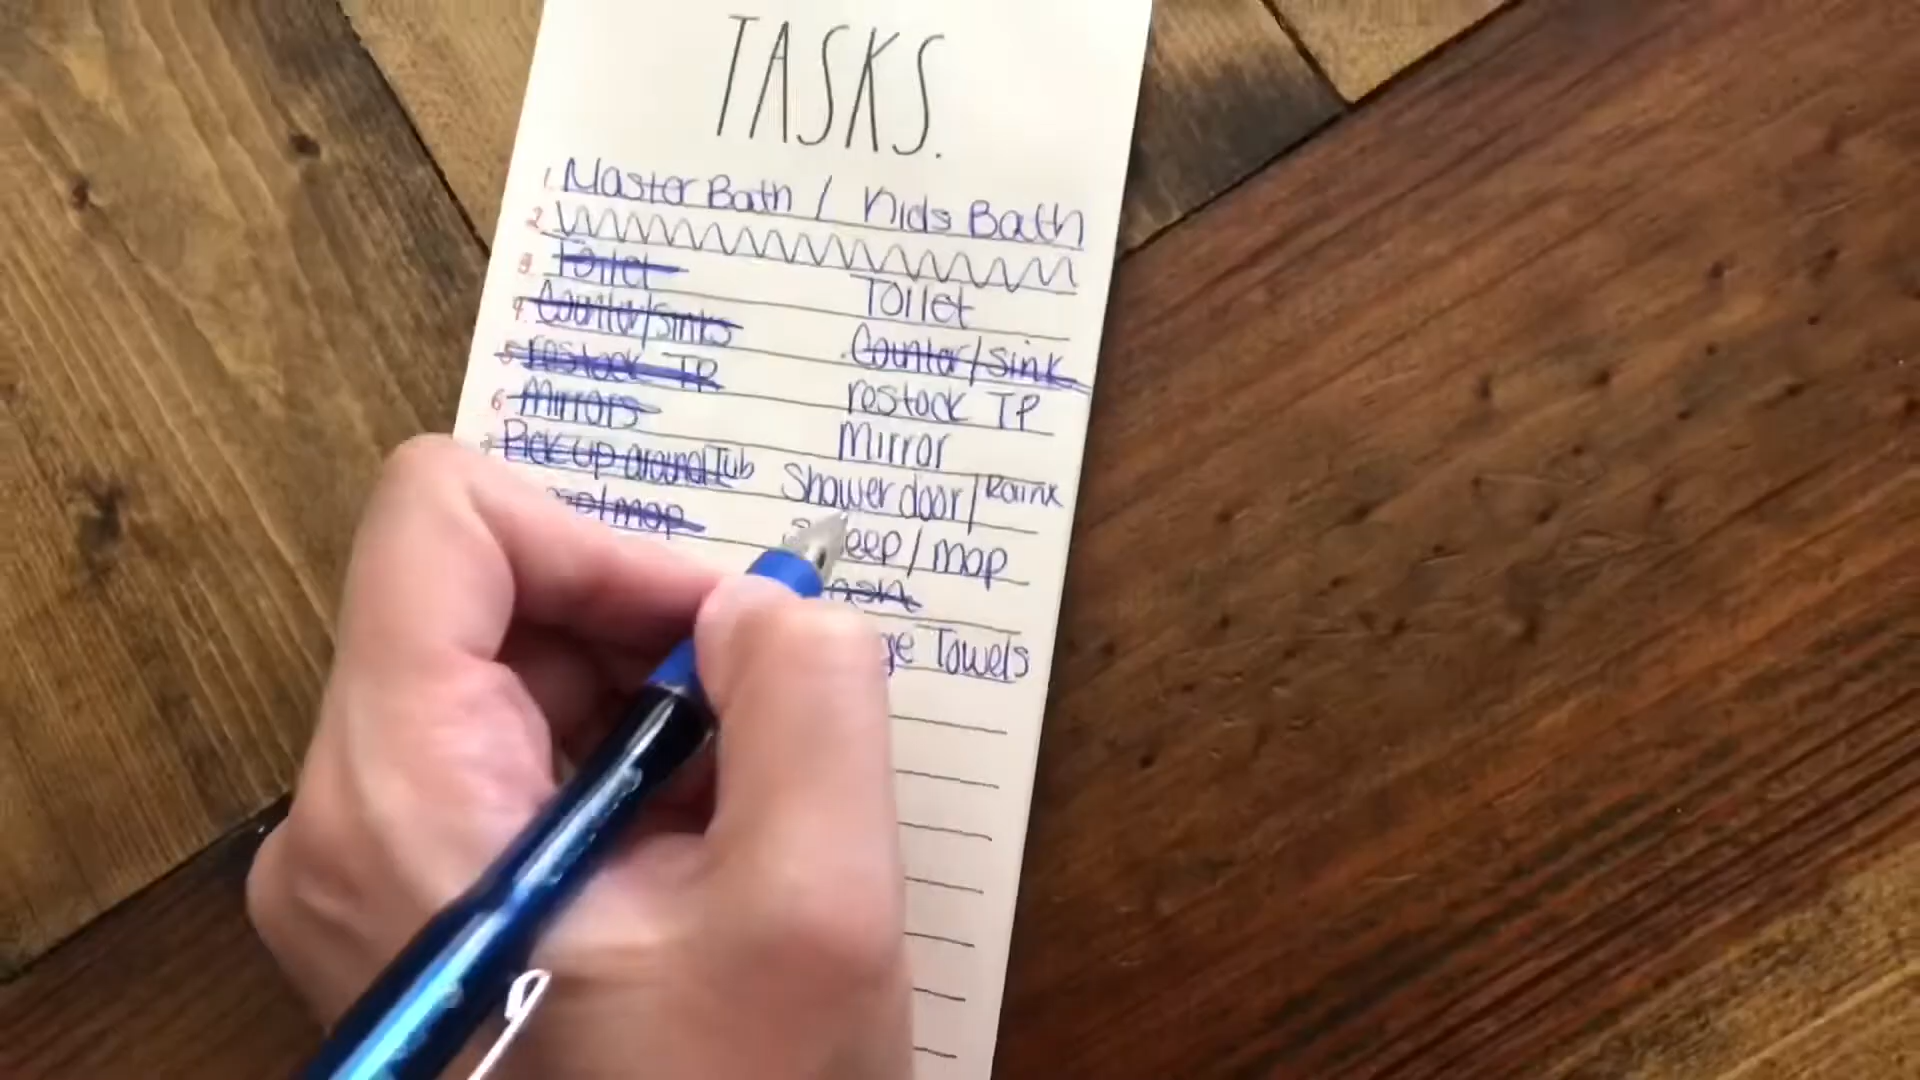 TASKS.
1. Master Bath / Kids Bath
2.
3. Toilet Toilet
4. Counter/Sinks Counter/Sink
5 restock TP restock TP
6 Mirrors Mirror
Pick up around Tub Shower door/
mop eep/mop
Towels